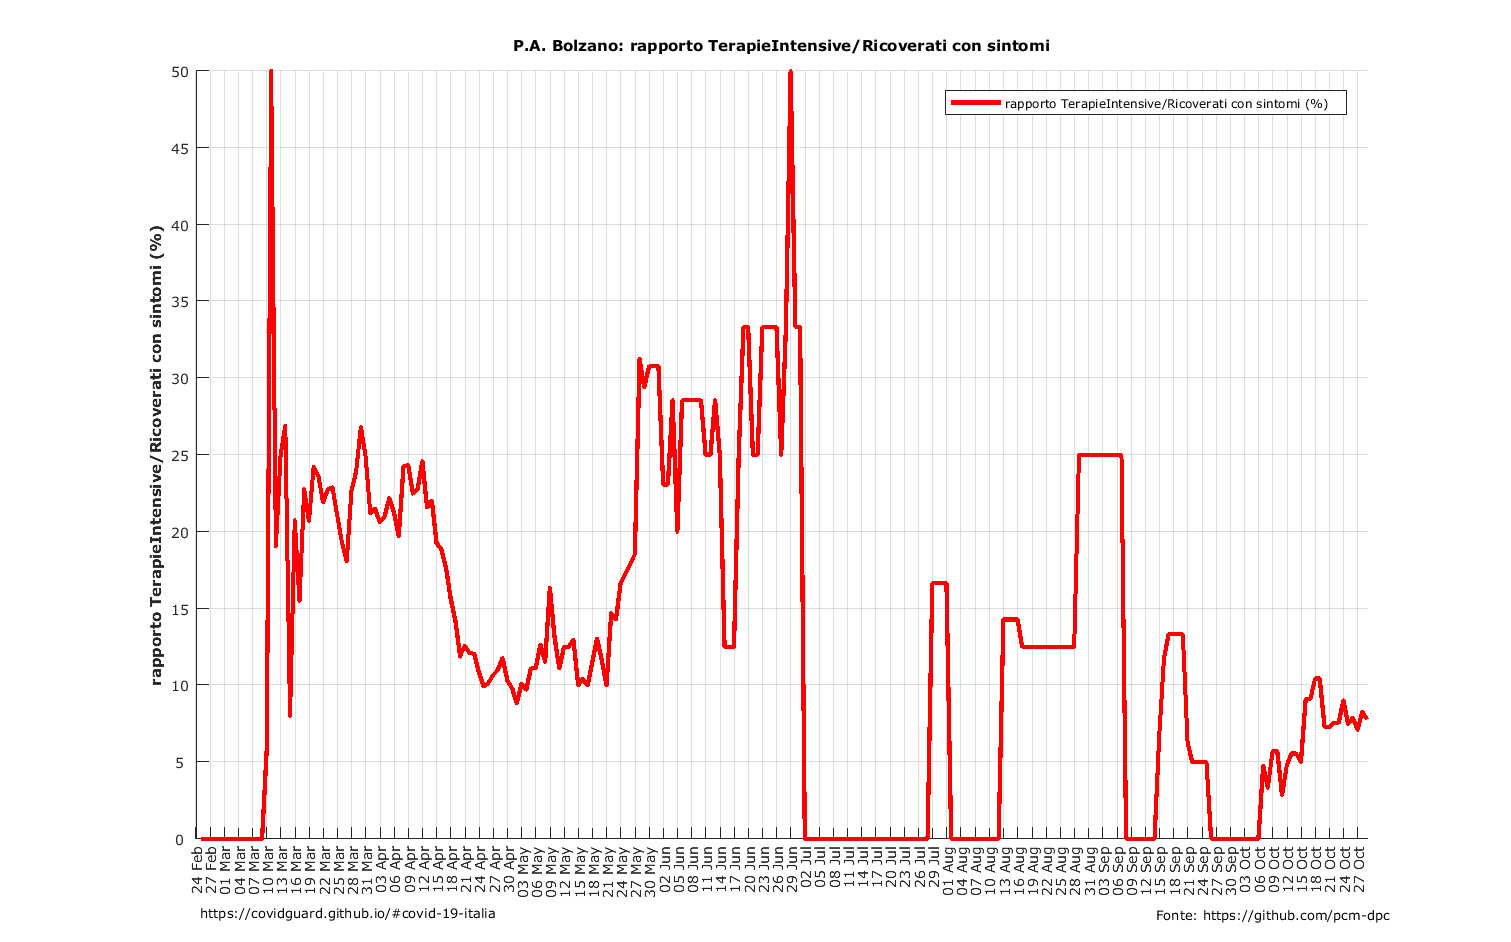 P.A. Bolzano: rapporto TerapieIntensive/Ricoverati con sintomi
rapporto TerapieIntensive/Ricoverati con sintomi (%)
rapporto TerapieIntensive/Ricoverati con sintomi (%)
50
45
40
35
30
25
20
15
10
5
0
24 Feb
27 Feb
01 Mar
04 Mar
07 Mar
10 Mar
13 Mar
16 Mar
19 Mar
22 Mar
25 Mar
28 Mar
31 Mar
03 Apr
06 Apr
09 Apr
12 Apr
15 Apr
18 Apr
21 Apr
24 Apr
27 Apr
30 Apr
03 May
06 May
09 May
12 May
15 May
18 May
21 May
24 May
27 May
30 May
02 Jun
05 Jun
08 Jun
11 Jun
14 Jun
17 Jun
20 Jun
23 Jun
26 Jun
29 Jun
02 Jul
05 Jul
08 Jul
11 Jul
14 Jul
17 Jul
20 Jul
23 Jul
26 Jul
29 Jul
01 Aug
04 Aug
07 Aug
10 Aug
13 Aug
16 Aug
19 Aug
22 Aug
25 Aug
28 Aug
31 Aug
03 Sep
06 Sep
09 Sep
12 Sep
15 Sep
18 Sep
21 Sep
24 Sep
27 Sep
30 Sep
03 Oct
06 Oct
09 Oct
12 Oct
15 Oct
18 Oct
21 Oct
24 Oct
27 Oct
https://covidguard.github.io/#covid-19-italia
Fonte: https://github.com/pcm-dpc